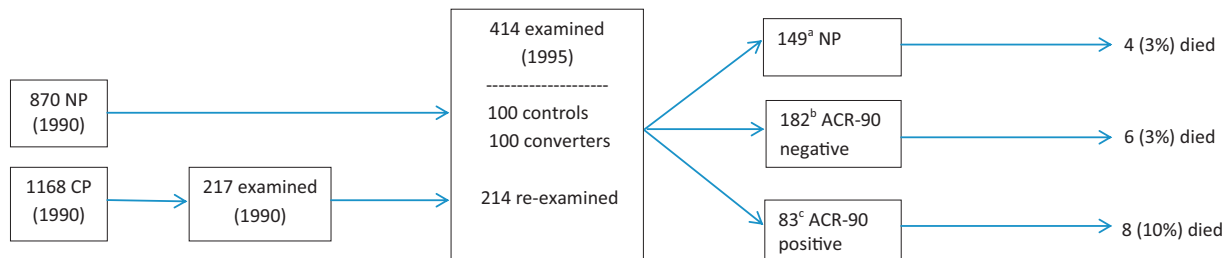 870 NP
(1990)
1168 CP
(1990)
217 examined
(1990)
414 examined
(1995)
--------------------
100 controls
100 converters
214 re-examined
149ᵃ NP
4 (3%) died
182ᵇ ACR-90
negative
6 (3%) died
83ᶜ ACR-90
positive
8 (10%) died